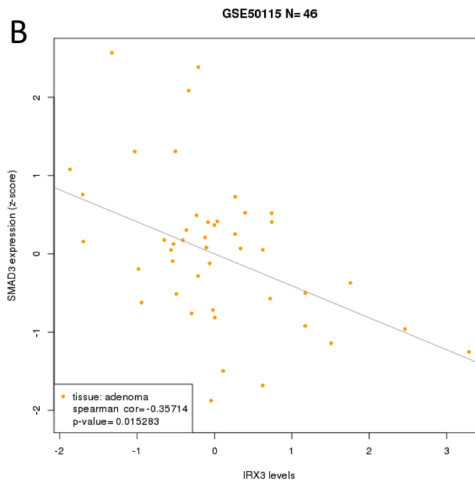 B
GSE50115 N= 46
SMAD3 expression (z-score)
2
1
0
-1
-2
tissue: adenoma
spearman cor=-0.35714
p-value= 0.015283
-2 -1 0 1 2 3
IRX3 levels